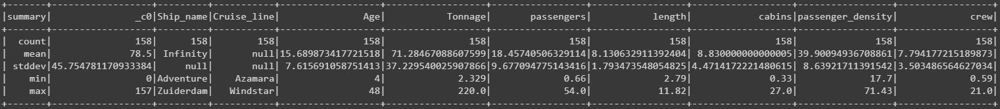 +-------+------------------+---------+-----------+------------------+------------------+------------------+-----------------+------------------+-----------------+-----------------+
|summary|               _c0|Ship_name|Cruise_line|               Age|           Tonnage|        passengers|           length|            cabins|passenger_density|             crew|
+-------+------------------+---------+-----------+------------------+------------------+------------------+-----------------+------------------+-----------------+-----------------+
|  count|               158|      158|        158|               158|               158|               158|              158|               158|              158|              158|
|   mean|              78.5| Infinity|       null|15.689873417721518| 71.28467088607599|18.45740506329114|8.130632911392404| 8.830000000000005|39.90094936708861|7.794177215189873|
| stddev|45.754781170933384|     null|       null| 7.615691058751413|37.229540025907866|9.677094775143416|1.793473548054825|4.4714172221480615| 8.63921711391542|3.503486564627034|
|    min|                 0|Adventure|    Azamara|                 4|             2.329|              0.66|             2.79|              0.33|             17.7|             0.59|
|    max|               157|Zuiderdam|   Windstar|                48|             220.0|              54.0|            11.82|              27.0|            71.43|             21.0|
+-------+------------------+---------+-----------+------------------+------------------+------------------+-----------------+------------------+-----------------+-----------------+